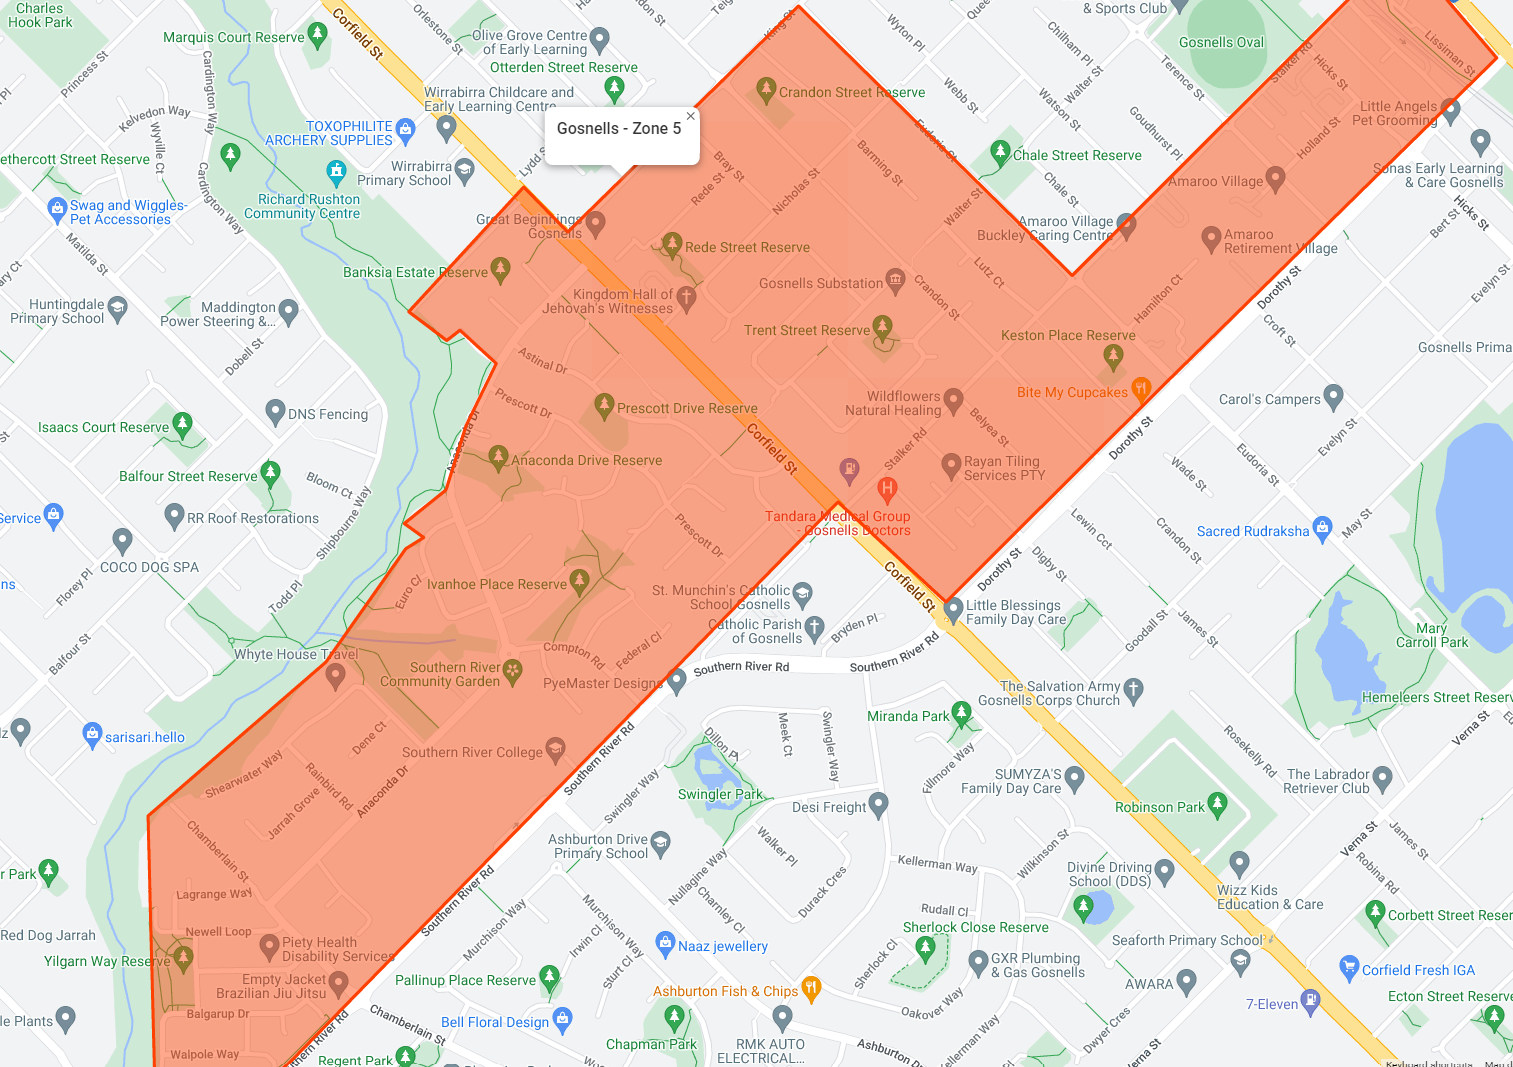 Charles
Hook Park
Marquis Court Reserve
Orlestone St
Corfield St
Olive Grove Centre
of Early Learning
Otterden Street Reserve
King St
Wyling Pl
& Sports Club
Gosnells Oval
Chilham Pl
Walter St
Terence St
Stalker Rd
Hicks St
Lissiman St
Princess St
Cardington Way
Kelvedon Way
Wyville Ct
TOXOPHILITE
ARCHERY SUPPLIES
Wirrabirra Childcare and
Early Learning Centre
Wirrabirra
Primary School
Gosnells - Zone 5
Crandon Street Reserve
Webb St
Watson St
Goudhurst Pl
Eudoria St
Chale Street Reserve
Chale St
Little Angels
Pet Grooming
Holland St
Sonas Early Learning
& Care Gosnells
ethercott Street Reserve
Richard Rushton
Community Centre
Cardington Way
Swag and Wiggles-
Pet Accessories
Matilda St
Great Beginnings
Gosnells
Bray St
Rede St
Nicholas St
Barming St
Walter St
Amaroo Village
Amaroo Village
Buckley Caring Centre
Amaroo
Retirement Village
Hicks St
Bert St
Evelyn St
Rede Street Reserve
Banksia Estate Reserve
Kingdom Hall of
Jehovah's Witnesses
Gosnells Substation
Trent Street Reserve
Lutz Ct
Crandon St
Hamilton Ct
Dorothy St
Croft St
Keston Place Reserve
Gosnells Prima
Huntingdale
Primary School
Maddington
Power Steering &...
Dobell St
Astinal Dr
Prescott Dr
Prescott Drive Reserve
Wildflowers
Natural Healing
Bite My Cupcakes
Belyea St
Carol's Campers
DNS Fencing
Isaacs Court Reserve
Balfour Street Reserve
Bloom Ct
Shipbourne Way
Anaconda Dr
Anaconda Drive Reserve
Corfield St
Stalker Rd
Rayan Tiling
Services PTY
Dorothy St
Wade St
Eudoria St
Evelyn St
Service
RR Roof Restorations
COCO DOG SPA
Tandara Medical Group
- Gosnells Doctors
Prescott Dr
Lewin Cct
Crandon St
Sacred Rudraksha
May St
ns
Florey Pl
Todd Pl
Euro Cl
Ivanhoe Place Reserve
St. Munchin's Catholic
School Gosnells
Corfield St
Dorothy St
Digby St
Little Blessings
Family Day Care
Catholic Parish
of Gosnells
Bryden Pl
Goodall St
James St
Mary
Carroll Park
Balfour St
Whyte House Travel
Southern River
Community Garden
Compton Rd
Federal Cl
PyeMaster Designs
Southern River Rd
Southern River Rd
The Salvation Army
Gosnells Corps Church
Hemeleers Street Reserv
Verna St
Miranda Park
sarisari.hello
Dene Ct
Southern River College
Southern River Rd
Dillon Pl
Meek Ct
Swingler Way
Fillmore Way
Rosekelly Rd
Shearwater Way
Rainbird Rd
Jarrah Grove
Anaconda Dr
Swingler Way
Swingler Park
Desi Freight
SUMYZA'S
Family Day Care
The Labrador
Retriever Club
Robinson Park
Chamberlain St
Ashburton Drive
Primary School
Walker Pl
Nullagine Way
Durack Cres
Kellerman Way
Wilkinson St
Divine Driving
School (DDS)
Verna St
James St
Robina Rd
Wizz Kids
Education & Care
r Park
Lagrange Way
Southern River Rd
Charnley Cl
Rudall Cl
Sherlock Close Reserve
Corbett Street Reser
Red Dog Jarrah
Newell Loop
Piety Health
Disability Services
Murchison Way
Murchison Way
Irwin Cl
Sturt Cl
Naaz jewellery
Sherlock Cl
GXR Plumbing
& Gas Gosnells
Seaforth Primary School
Corfield Fresh IGA
Yilgarn Way Reserve
Empty Jacket
Brazilian Jiu Jitsu
Pallinup Place Reserve
Ashburton Fish & Chips
AWARA
7-Eleven
Ecton Street Reserve
le Plants
Balgarup Dr
Chamberlain St
Bell Floral Design
Chapman Park
RMK AUTO
ELECTRICAL...
Oakover Way
Dwyer Cres
Walpole Way
Regent Park
Ashburton Dr
Verna St
Keyboard shortcuts